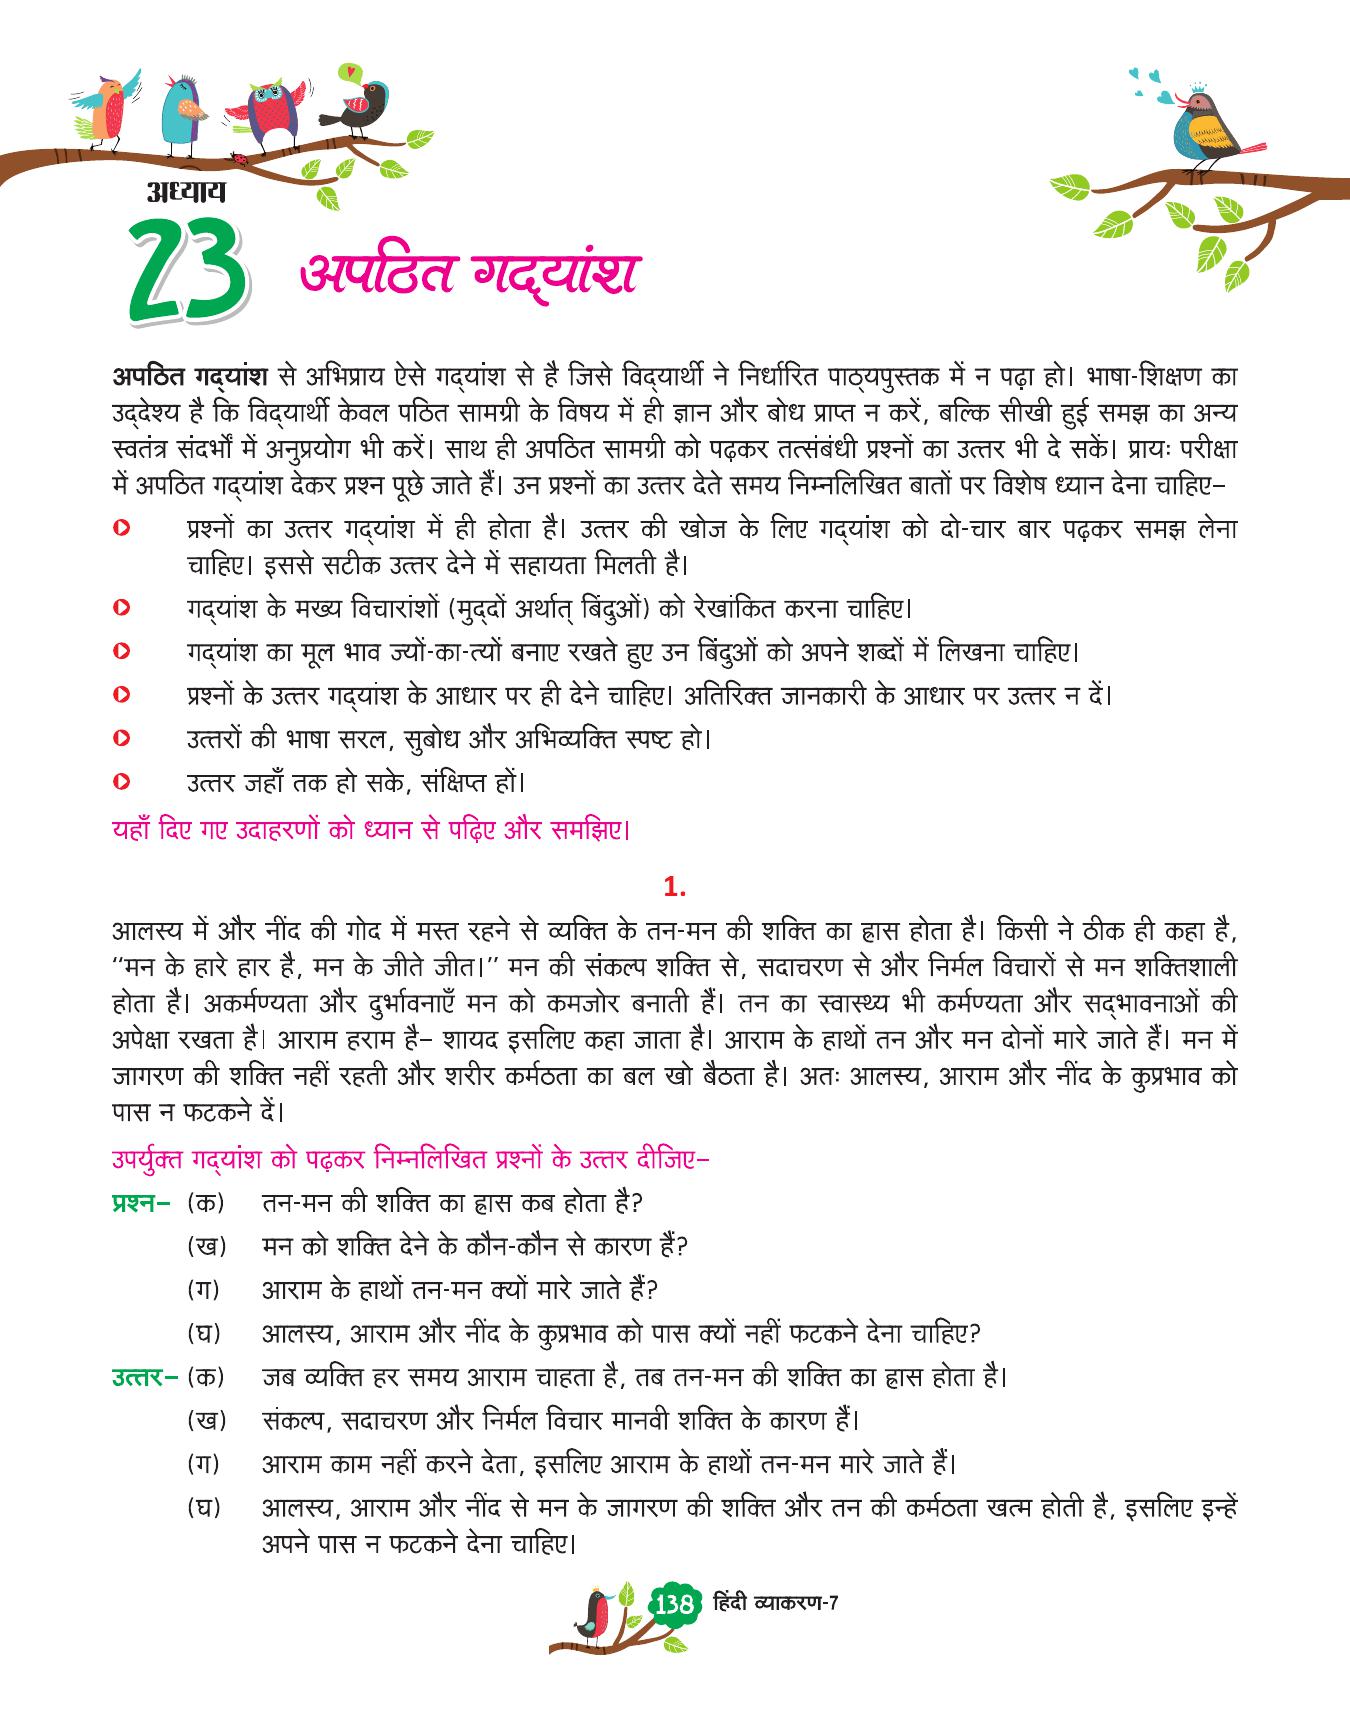 अध्याय
23
अपठित गद्‌यांश
अपठित गद्‌यांश से अभिप्राय ऐसे गद्‌यांश से है जिसे विद्‌यार्थी ने निर्धारित पाठ्‌यपुस्तक में न पढ़ा हो। भाषा-शिक्षण का
उद्‌देश्य है कि विद्‌यार्थी केवल पठित सामग्री के विषय में ही ज्ञान और बोध प्राप्त न करें, बल्कि सीखी हुई समझ का अन्य
स्वतंत्र संदर्भों में अनुप्रयोग भी करें। साथ ही अपठित सामग्री को पढ़कर तत्संबंधी प्रश्नों का उत्तर भी दे सकें। प्रायः परीक्षा
में अपठित गद्‌यांश देकर प्रश्न पूछे जाते हैं। उन प्रश्नों का उत्तर देते समय निम्नलिखित बातों पर विशेष ध्यान देना चाहिए–
प्रश्नों का उत्तर गद्‌यांश में ही होता है। उत्तर की खोज के लिए गद्‌यांश को दो-चार बार पढ़कर समझ लेना
चाहिए। इससे सटीक उत्तर देने में सहायता मिलती है।
गद्‌यांश के मख्य विचारांशों (मुद्‌दों अर्थात् बिंदुओं) को रेखांकित करना चाहिए।
गद्‌यांश का मूल भाव ज्यों-का-त्यों बनाए रखते हुए उन बिंदुओं को अपने शब्दों में लिखना चाहिए।
प्रश्नों के उत्तर गद्‌यांश के आधार पर ही देने चाहिए। अतिरिक्त जानकारी के आधार पर उत्तर न दें।
उत्तरों की भाषा सरल, सुबोध और अभिव्यक्ति स्पष्ट हो।
उत्तर जहाँ तक हो सके, संक्षिप्त हों।
यहाँ दिए गए उदाहरणों को ध्यान से पढ़िए और समझिए।
1.
आलस्य में और नींद की गोद में मस्त रहने से व्यक्ति के तन-मन की शक्ति का ह्रास होता है। किसी ने ठीक ही कहा है,
“मन के हारे हार है, मन के जीते जीत।” मन की संकल्प शक्ति से, सदाचरण से और निर्मल विचारों से मन शक्तिशाली
होता है। अकर्मण्यता और दुर्भावनाएँ मन को कमजोर बनाती हैं। तन का स्वास्थ्य भी कर्मण्यता और सद्‌भावनाओं की
अपेक्षा रखता है। आराम हराम है– शायद इसलिए कहा जाता है। आराम के हाथों तन और मन दोनों मारे जाते हैं। मन में
जागरण की शक्ति नहीं रहती और शरीर कर्मठता का बल खो बैठता है। अतः आलस्य, आराम और नींद के कुप्रभाव को
पास न फटकने दें।
उपर्युक्त गद्‌यांश को पढ़कर निम्नलिखित प्रश्नों के उत्तर दीजिए–
प्रश्न– (क) तन-मन की शक्ति का ह्रास कब होता है?
(ख) मन को शक्ति देने के कौन-कौन से कारण हैं?
(ग) आराम के हाथों तन-मन क्यों मारे जाते हैं?
(घ) आलस्य, आराम और नींद के कुप्रभाव को पास क्यों नहीं फटकने देना चाहिए?
उत्तर– (क) जब व्यक्ति हर समय आराम चाहता है, तब तन-मन की शक्ति का ह्रास होता है।
(ख) संकल्प, सदाचरण और निर्मल विचार मानवी शक्ति के कारण हैं।
(ग) आराम काम नहीं करने देता, इसलिए आराम के हाथों तन-मन मारे जाते हैं।
(घ) आलस्य, आराम और नींद से मन के जागरण की शक्ति और तन की कर्मठता खत्म होती है, इसलिए इन्हें
अपने पास न फटकने देना चाहिए।
138 हिंदी व्याकरण-7